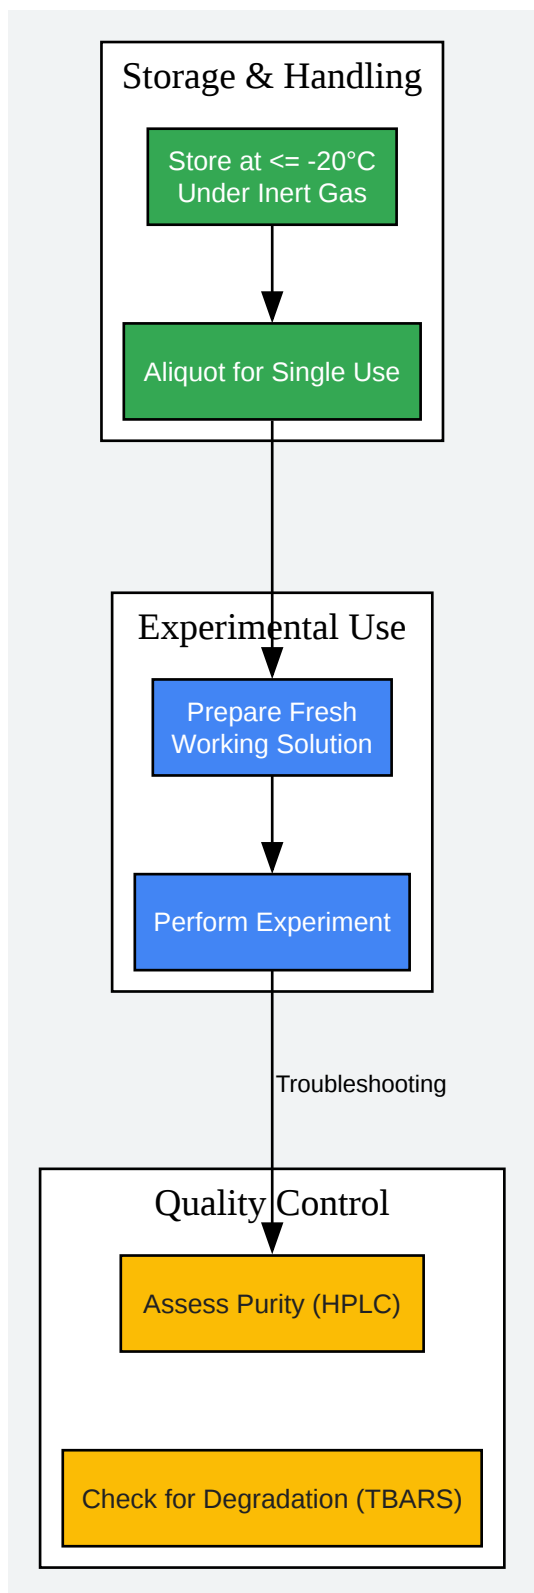 Storage & Handling
Store at <= -20°C
Under Inert Gas
Aliquot for Single Use
Experimental Use
Prepare Fresh
Working Solution
Perform Experiment
Troubleshooting
Quality Control
Assess Purity (HPLC)
Check for Degradation (TBARS)